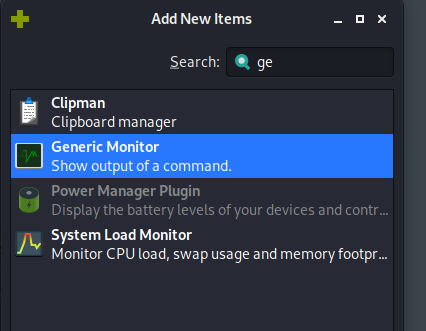 Add New Items
Search: ge
Clipman
Clipboard manager
Generic Monitor
Show output of a command.
Power Manager Plugin
Display the battery levels of your devices and contr...
System Load Monitor
Monitor CPU load, swap usage and memory footpr...